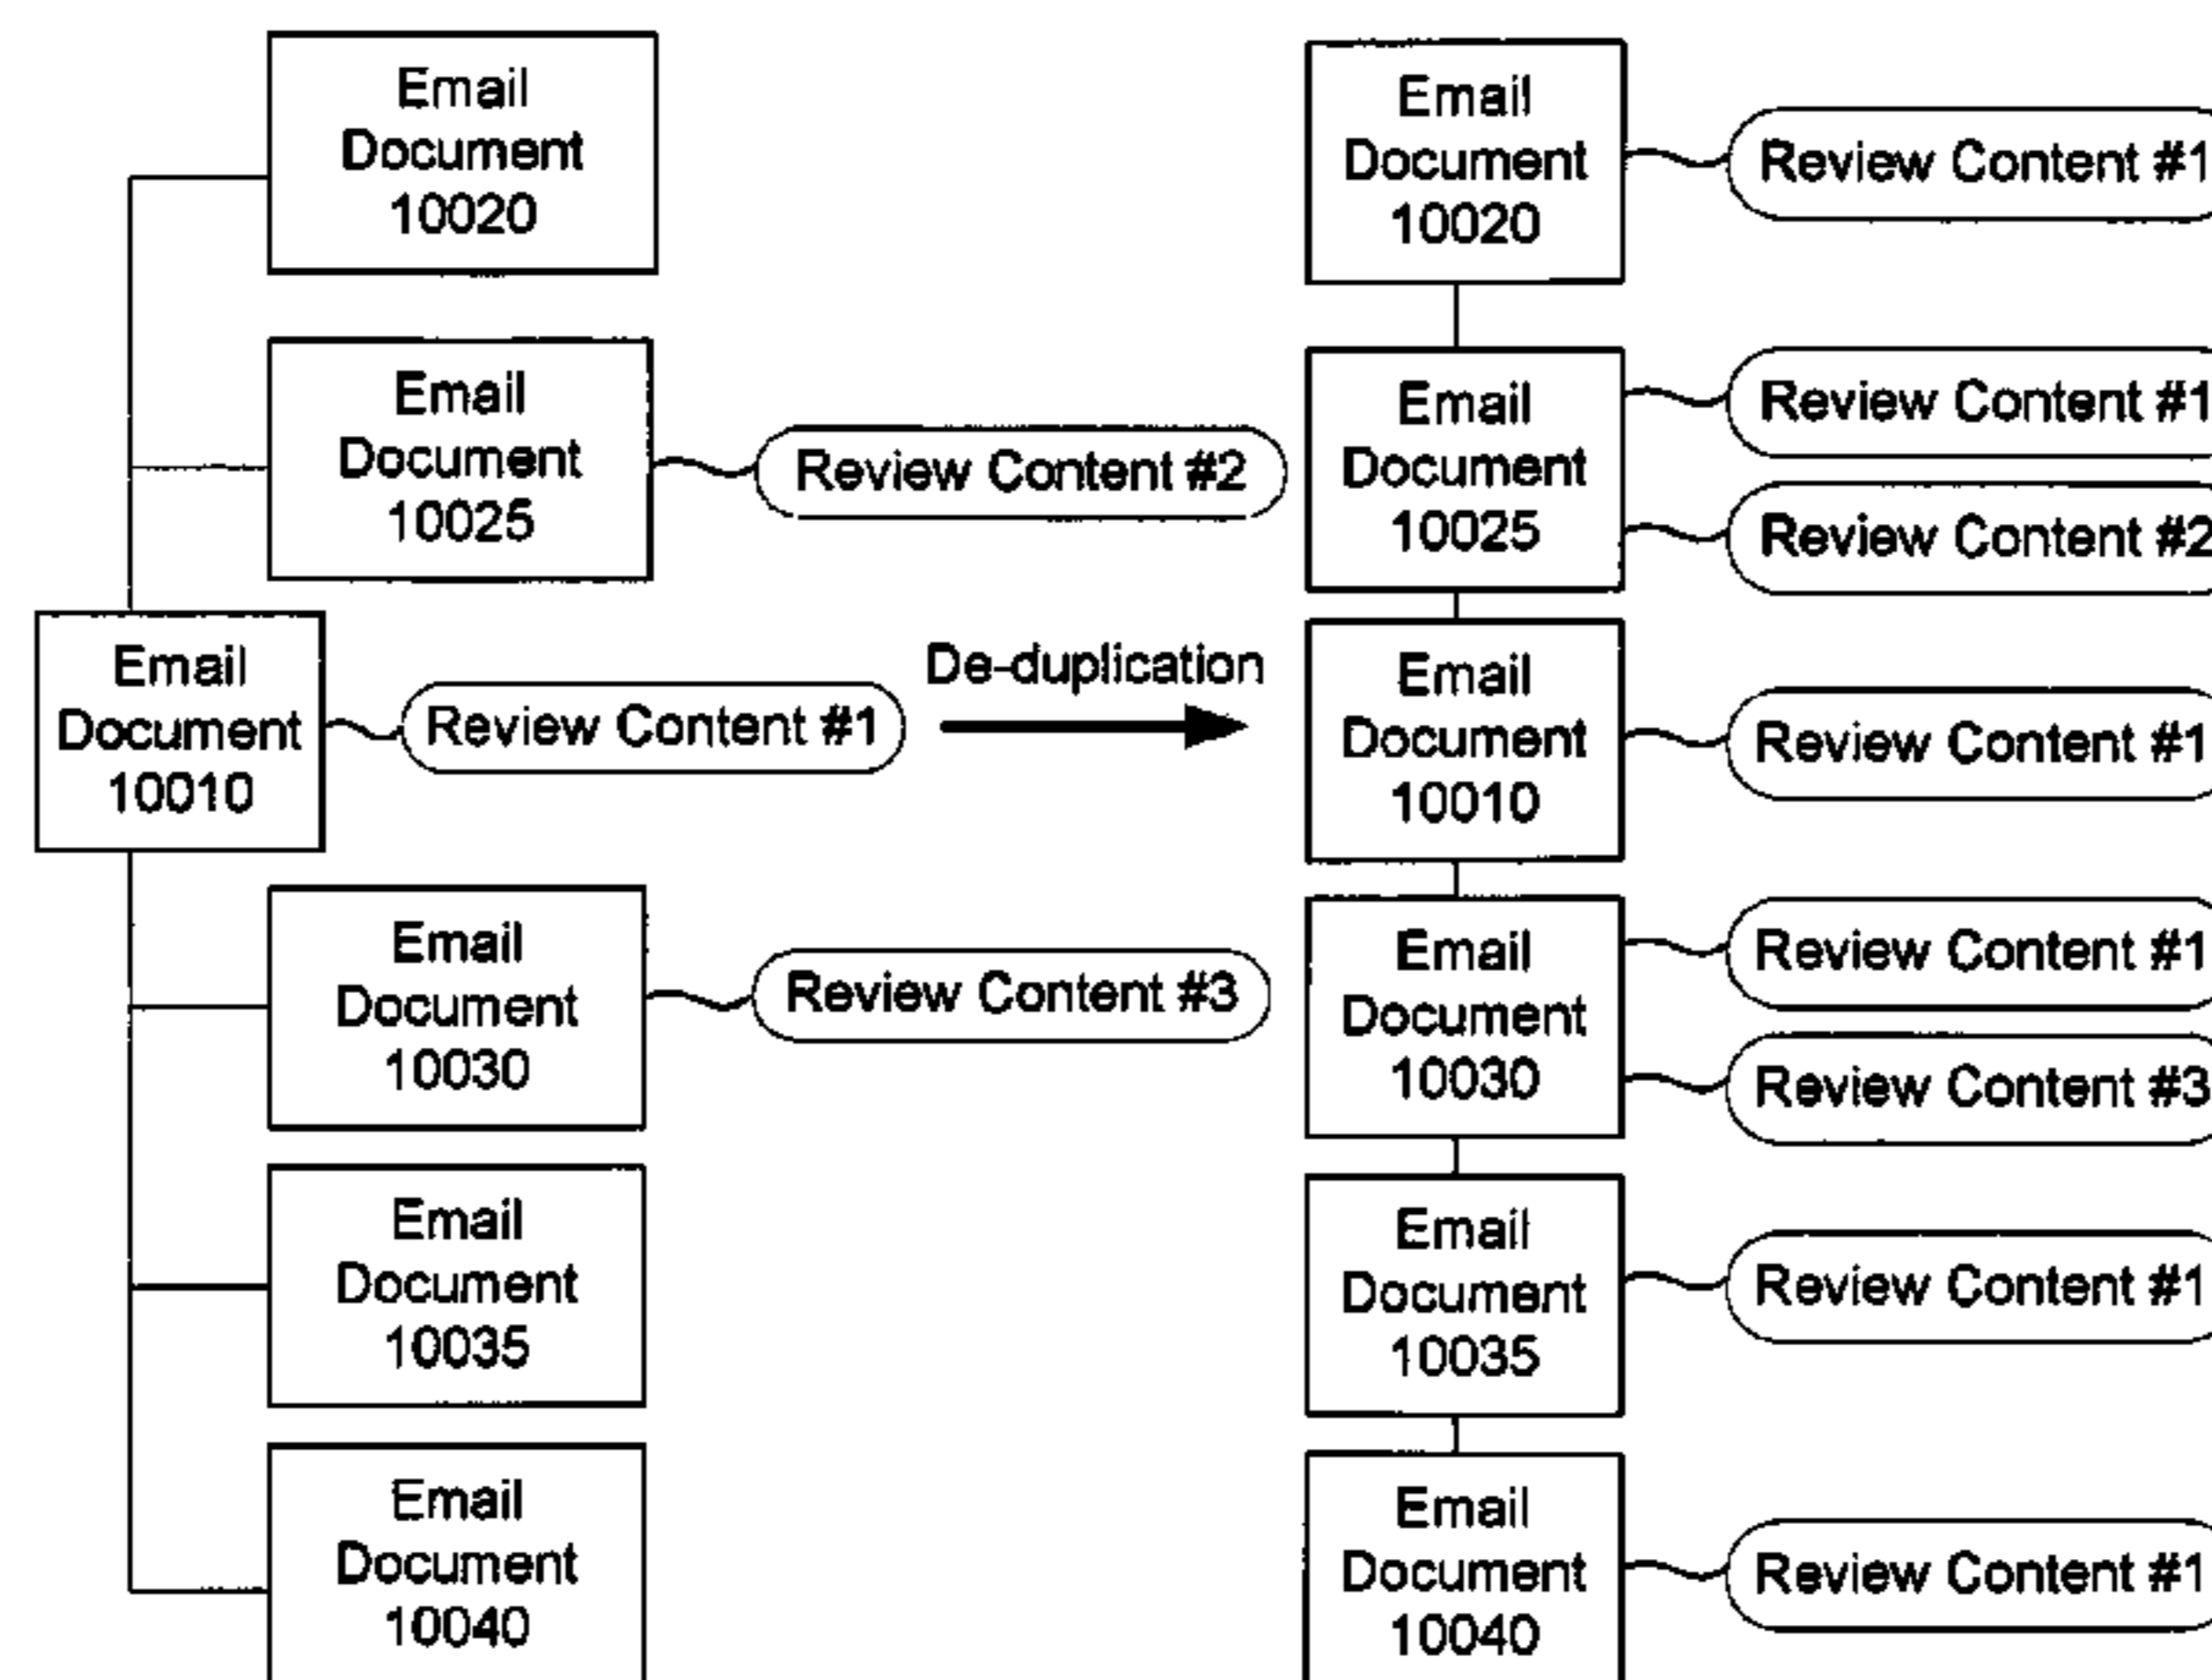 Email
Document
10020
Email
Document
10025
Review Content #2
Email
Document
10010
Review Content #1
De-duplication
Email
Document
10030
Review Content #3
Email
Document
10035
Email
Document
10040
Email
Document
10020
Review Content #1
Email
Document
10025
Review Content #1
Review Content #2
Email
Document
10010
Review Content #1
Email
Document
10030
Review Content #1
Review Content #3
Email
Document
10035
Review Content #1
Email
Document
10040
Review Content #1